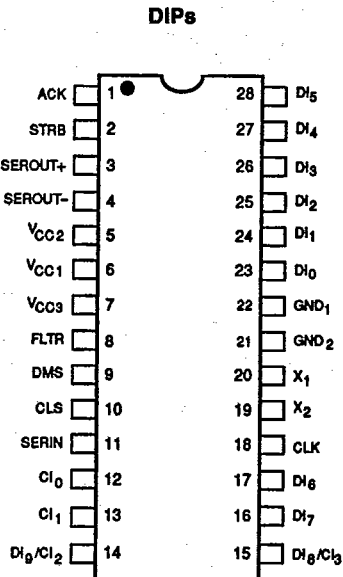 DIPs
ACK 1 28 DI5
STRB 2 27 DI4
SEROUT+ 3 26 DI3
SEROUT– 4 25 DI2
VCC2 5 24 DI1
VCC1 6 23 DI0
VCC3 7 22 GND1
FLTR 8 21 GND2
DMS 9 20 X1
CLS 10 19 X2
SERIN 11 18 CLK
CI0 12 17 DI6
CI1 13 16 DI7
DI9/CI2 14 15 DI8/CI3